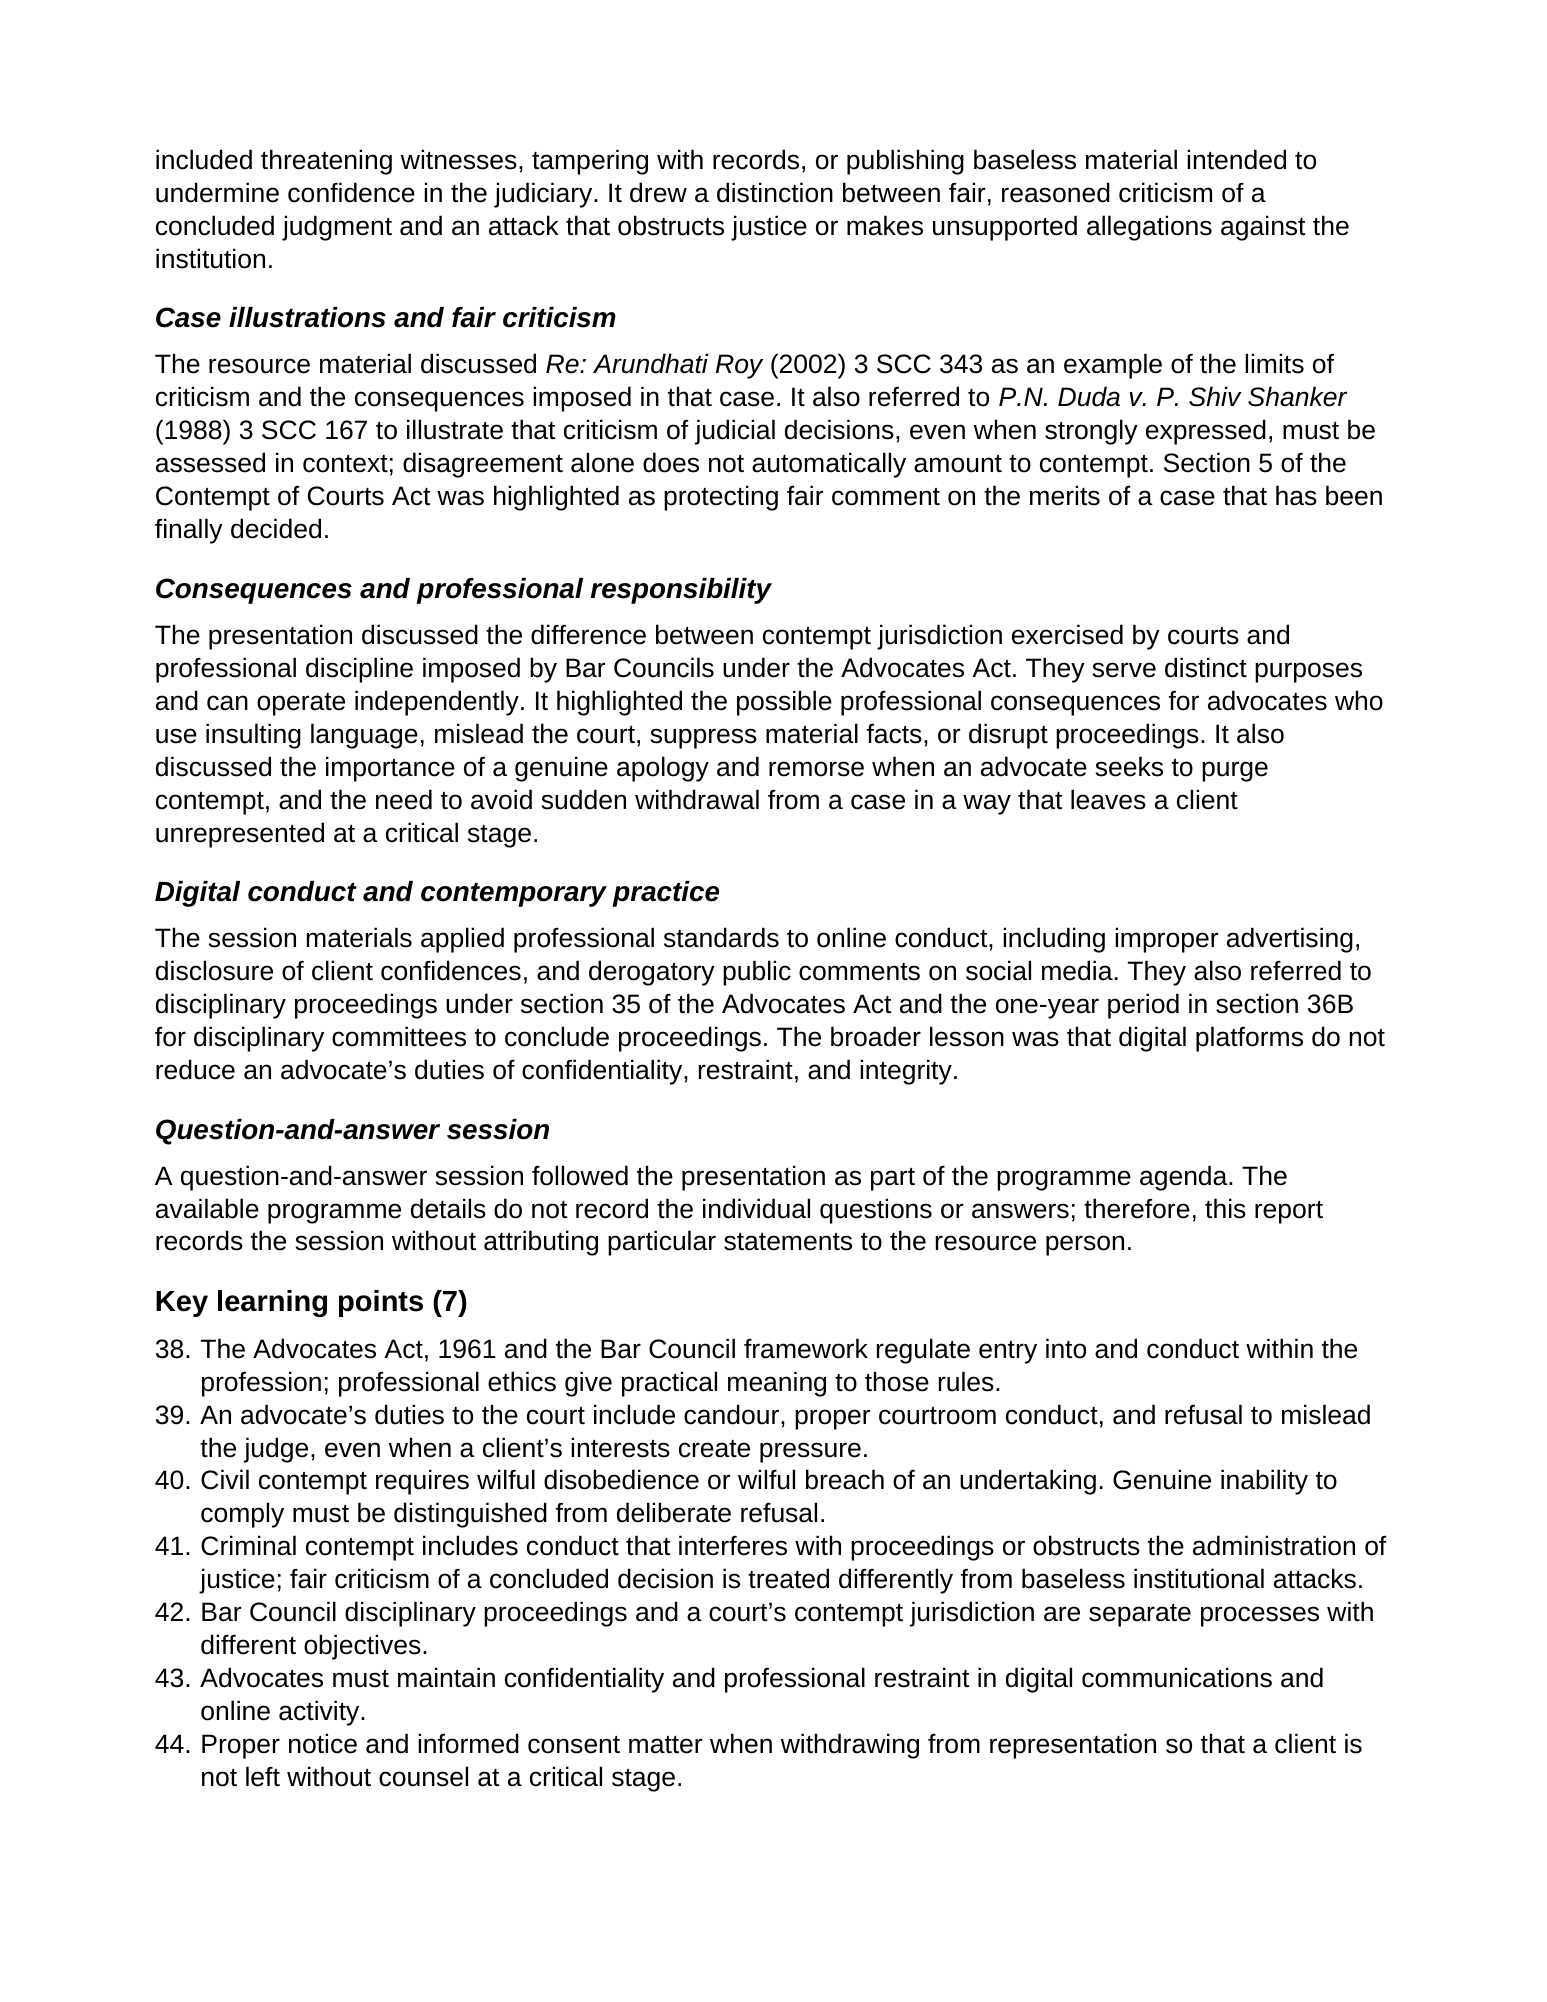 included threatening witnesses, tampering with records, or publishing baseless material intended to
undermine confidence in the judiciary. It drew a distinction between fair, reasoned criticism of a
concluded judgment and an attack that obstructs justice or makes unsupported allegations against the
institution.
Case illustrations and fair criticism
The resource material discussed Re: Arundhati Roy (2002) 3 SCC 343 as an example of the limits of
criticism and the consequences imposed in that case. It also referred to P.N. Duda v. P. Shiv Shanker
(1988) 3 SCC 167 to illustrate that criticism of judicial decisions, even when strongly expressed, must be
assessed in context; disagreement alone does not automatically amount to contempt. Section 5 of the
Contempt of Courts Act was highlighted as protecting fair comment on the merits of a case that has been
finally decided.
Consequences and professional responsibility
The presentation discussed the difference between contempt jurisdiction exercised by courts and
professional discipline imposed by Bar Councils under the Advocates Act. They serve distinct purposes
and can operate independently. It highlighted the possible professional consequences for advocates who
use insulting language, mislead the court, suppress material facts, or disrupt proceedings. It also
discussed the importance of a genuine apology and remorse when an advocate seeks to purge
contempt, and the need to avoid sudden withdrawal from a case in a way that leaves a client
unrepresented at a critical stage.
Digital conduct and contemporary practice
The session materials applied professional standards to online conduct, including improper advertising,
disclosure of client confidences, and derogatory public comments on social media. They also referred to
disciplinary proceedings under section 35 of the Advocates Act and the one-year period in section 36B
for disciplinary committees to conclude proceedings. The broader lesson was that digital platforms do not
reduce an advocate’s duties of confidentiality, restraint, and integrity.
Question-and-answer session
A question-and-answer session followed the presentation as part of the programme agenda. The
available programme details do not record the individual questions or answers; therefore, this report
records the session without attributing particular statements to the resource person.
Key learning points (7)
38. The Advocates Act, 1961 and the Bar Council framework regulate entry into and conduct within the
profession; professional ethics give practical meaning to those rules.
39. An advocate’s duties to the court include candour, proper courtroom conduct, and refusal to mislead
the judge, even when a client’s interests create pressure.
40. Civil contempt requires wilful disobedience or wilful breach of an undertaking. Genuine inability to
comply must be distinguished from deliberate refusal.
41. Criminal contempt includes conduct that interferes with proceedings or obstructs the administration of
justice; fair criticism of a concluded decision is treated differently from baseless institutional attacks.
42. Bar Council disciplinary proceedings and a court’s contempt jurisdiction are separate processes with
different objectives.
43. Advocates must maintain confidentiality and professional restraint in digital communications and
online activity.
44. Proper notice and informed consent matter when withdrawing from representation so that a client is
not left without counsel at a critical stage.